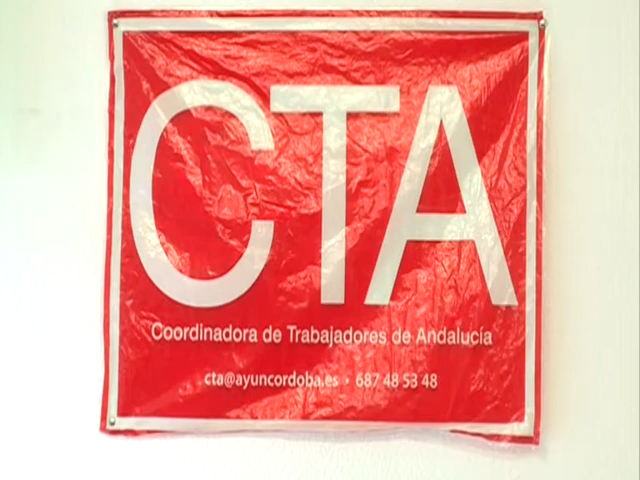 CTA
Coordinadora de Trabajadores de Andalucía
cta@ayuncordoba.es · 687 48 53 48